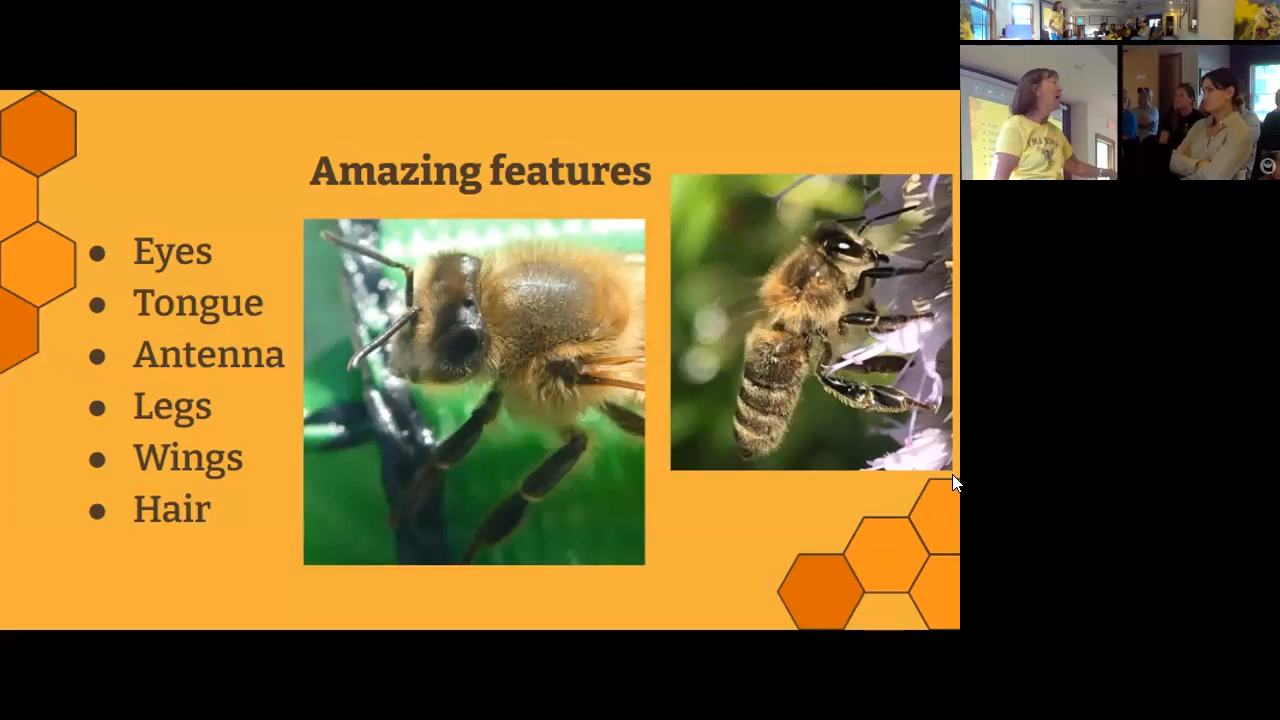 Amazing features
● Eyes
● Tongue
● Antenna
● Legs
● Wings
● Hair